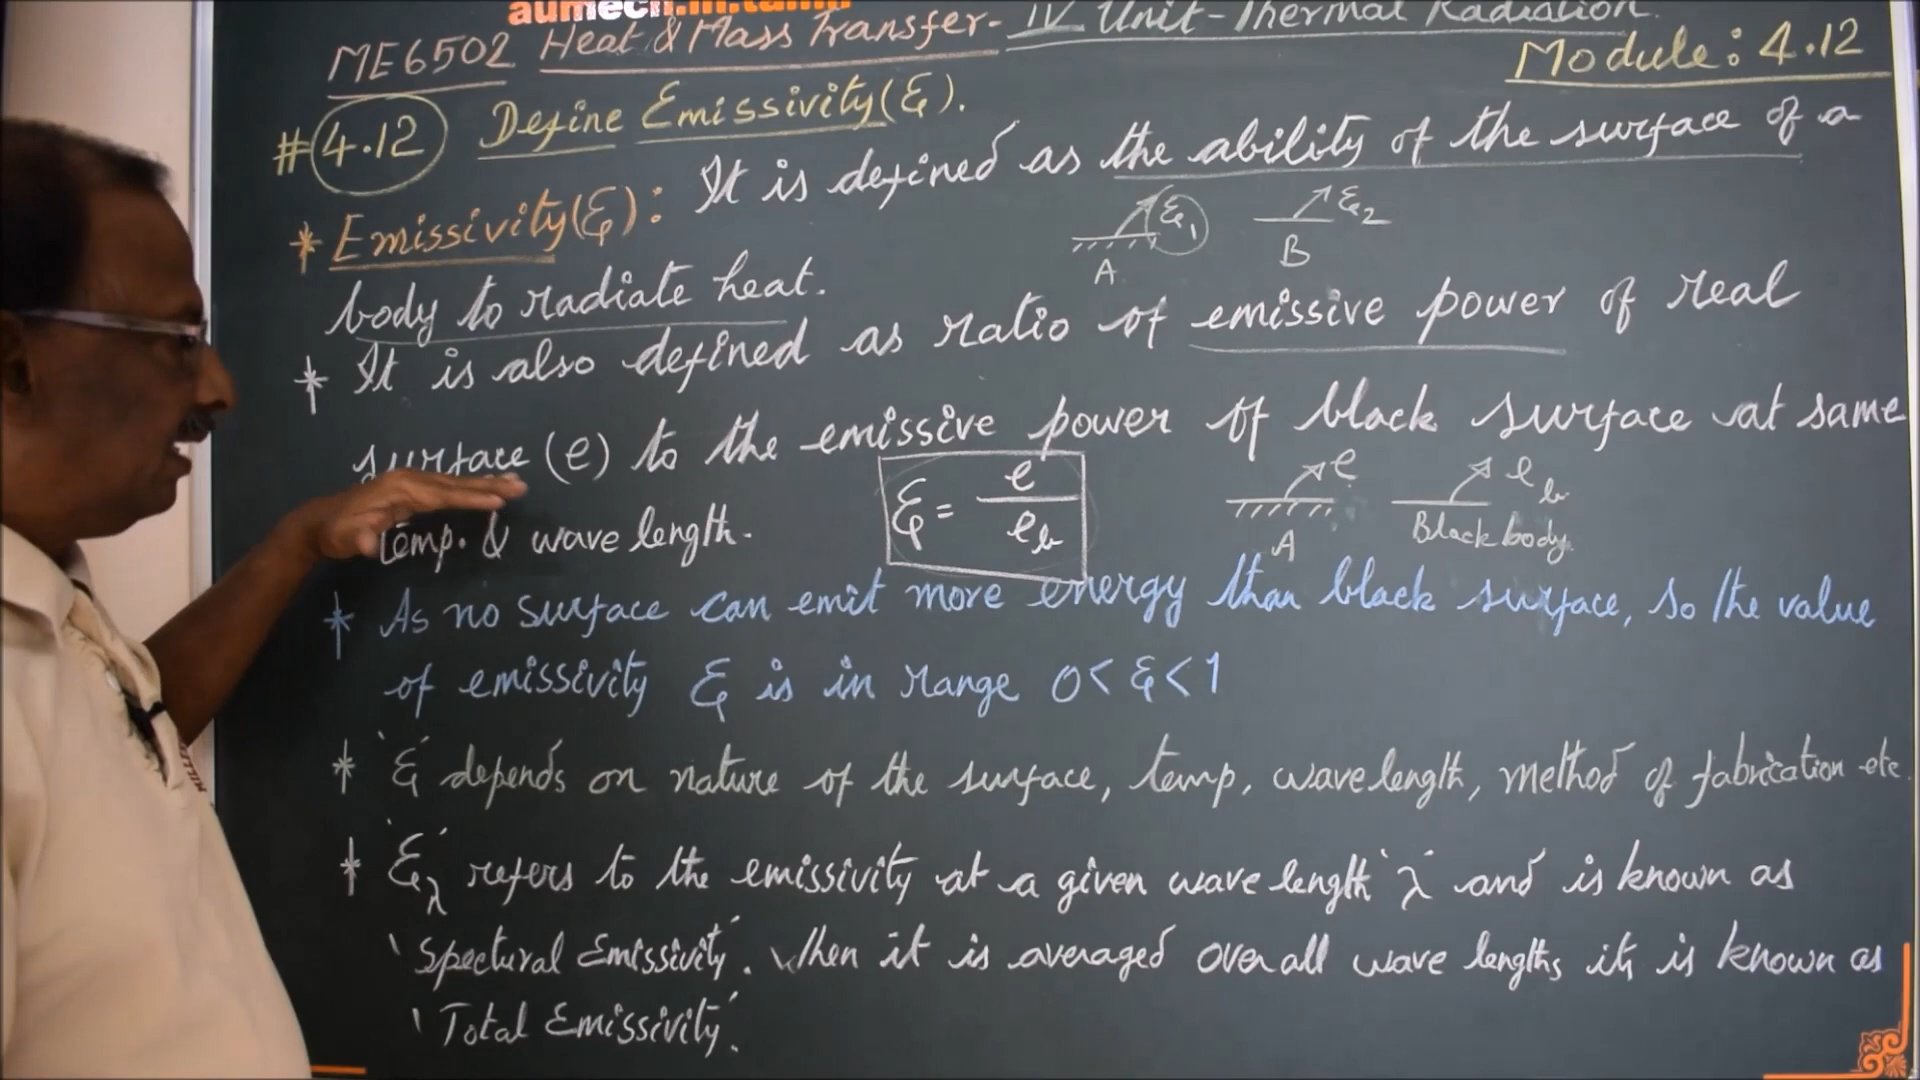 ME6502 Heat & Mass Transfer- IV Unit-Thermal Radiation.
Module: 4.12
#4.12 Define Emissivity(ξ).
* Emissivity(ξ): It is defined as the ability of the surface of a
ξ1 ξ2
A B
body to radiate heat.
* It is also defined as ratio of emissive power of real
surface (e) to the emissive power of black surface at same
temp. & wave length. ξ = e/eb
e eb
A Black body
* As no surface can emit more energy than black surface, so the value
of emissivity ξ is in range 0<ξ<1
* 'ξ' depends on nature of the surface, temp, wave length, method of fabrication etc.
* 'ξλ' refers to the emissivity at a given wave length 'λ' and is known as
'Spectural Emissivity'. When it is averaged over all wave lengths it is known as
'Total Emissivity'.